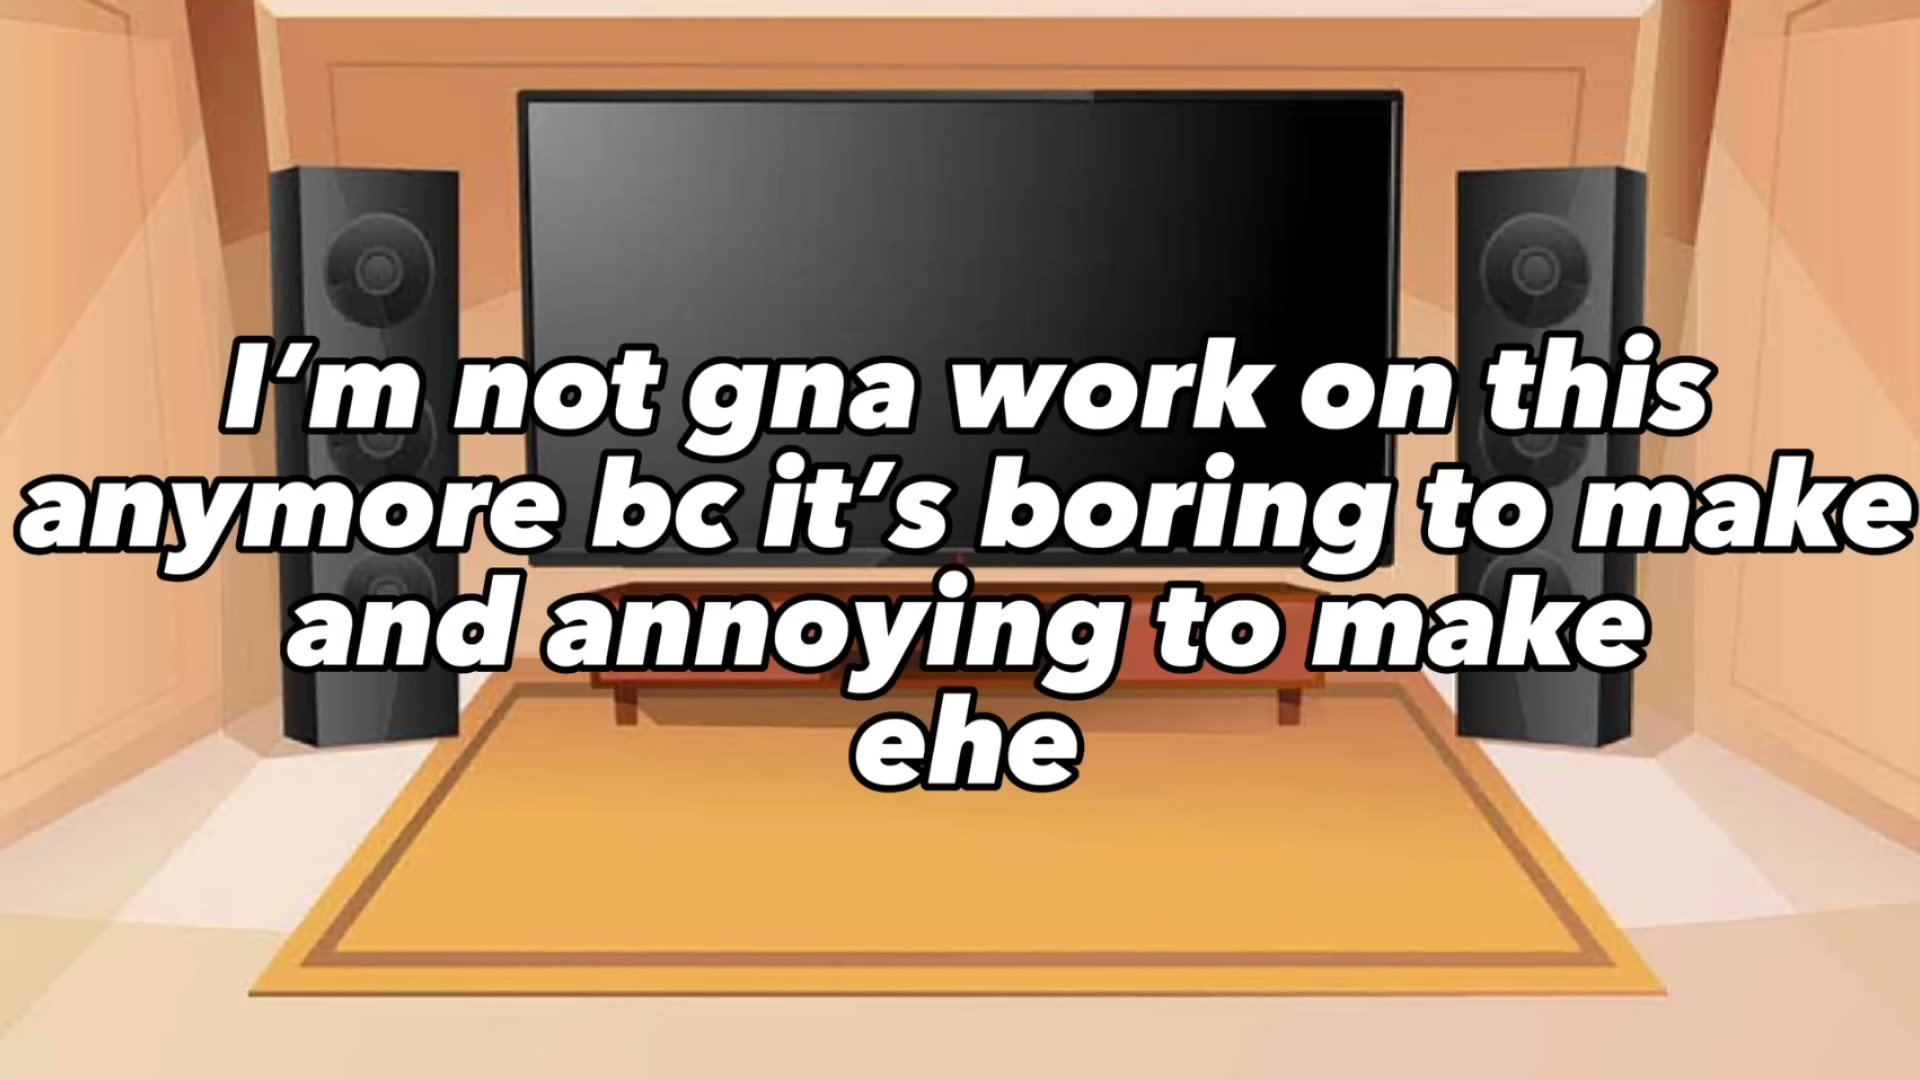 I’m not gna work on this
anymore bc it’s boring to make
and annoying to make
ehe